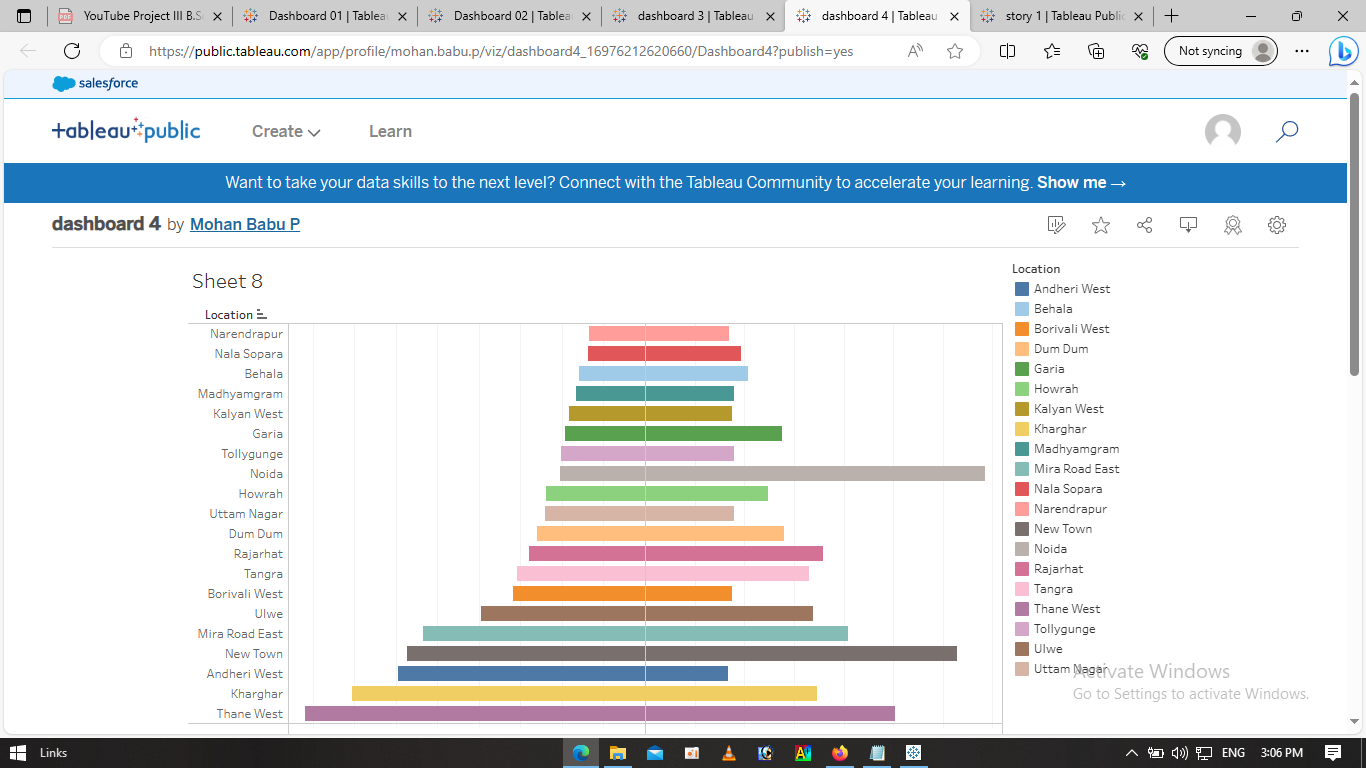 YouTube Project III B.Sc
Dashboard 01 | Tableau
Dashboard 02 | Tableau
dashboard 3 | Tableau
dashboard 4 | Tableau
story 1 | Tableau Public
https://public.tableau.com/app/profile/mohan.babu.p/viz/dashboard4_16976212620660/Dashboard4?publish=yes
Not syncing
salesforce
tableau public
Create
Learn
Want to take your data skills to the next level? Connect with the Tableau Community to accelerate your learning. Show me →
dashboard 4 by Mohan Babu P
Sheet 8
Location
Narendrapur
Nala Sopara
Behala
Madhyamgram
Kalyan West
Garia
Tollygunge
Noida
Howrah
Uttam Nagar
Dum Dum
Rajarhat
Tangra
Borivali West
Ulwe
Mira Road East
New Town
Andheri West
Kharghar
Thane West
Location
Andheri West
Behala
Borivali West
Dum Dum
Garia
Howrah
Kalyan West
Kharghar
Madhyamgram
Mira Road East
Nala Sopara
Narendrapur
New Town
Noida
Rajarhat
Tangra
Thane West
Tollygunge
Ulwe
Uttam Nagar
Activate Windows
Go to Settings to activate Windows.
Links
ENG
3:06 PM